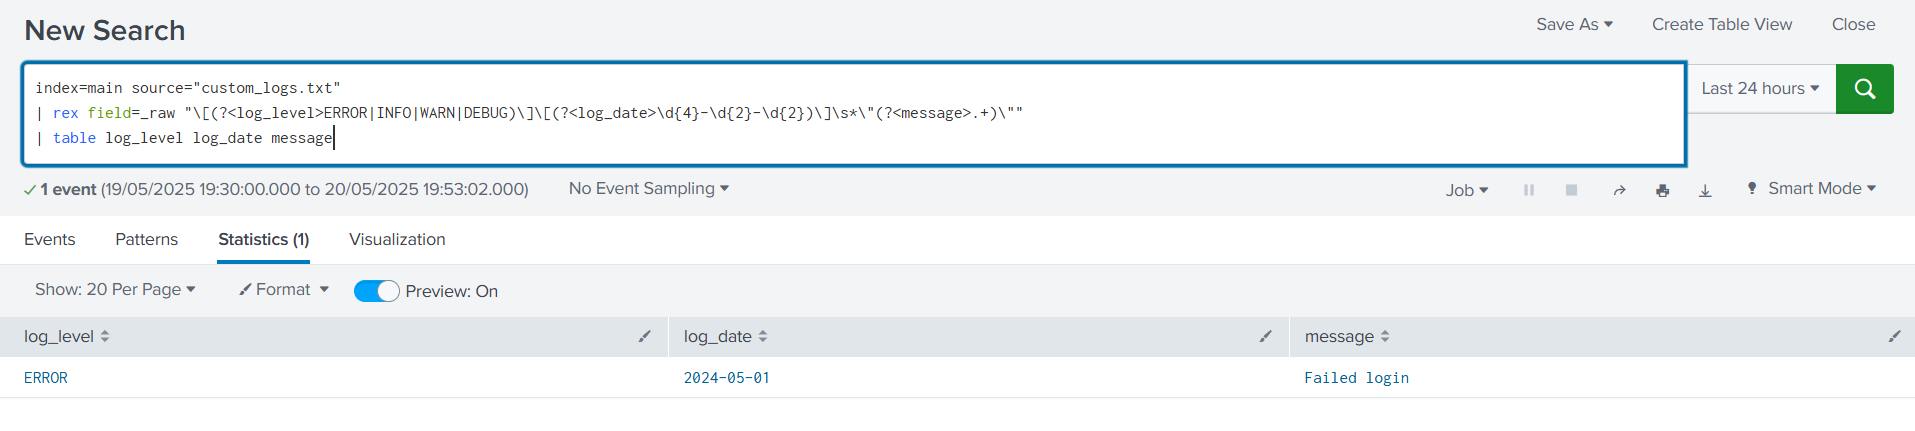 New Search
Save As
Create Table View
Close
index=main source="custom_logs.txt"
| rex field=_raw "\[(?<log_level>ERROR|INFO|WARN|DEBUG)\]\[(?<log_date>\d{4}-\d{2}-\d{2})\]\s*\"(?<message>.+)\""
| table log_level log_date message
Last 24 hours
1 event (19/05/2025 19:30:00.000 to 20/05/2025 19:53:02.000)
No Event Sampling
Job
Smart Mode
Events
Patterns
Statistics (1)
Visualization
Show: 20 Per Page
Format
Preview: On
log_level
log_date
message
ERROR
2024-05-01
Failed login